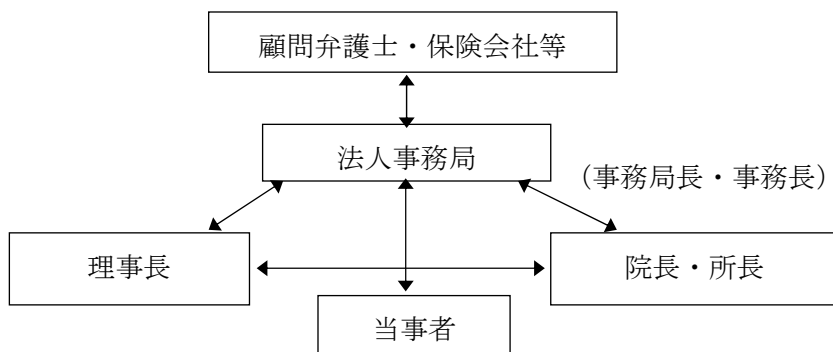 顧問弁護士・保険会社等
法人事務局
（事務局長・事務長）
理事長
院長・所長
当事者